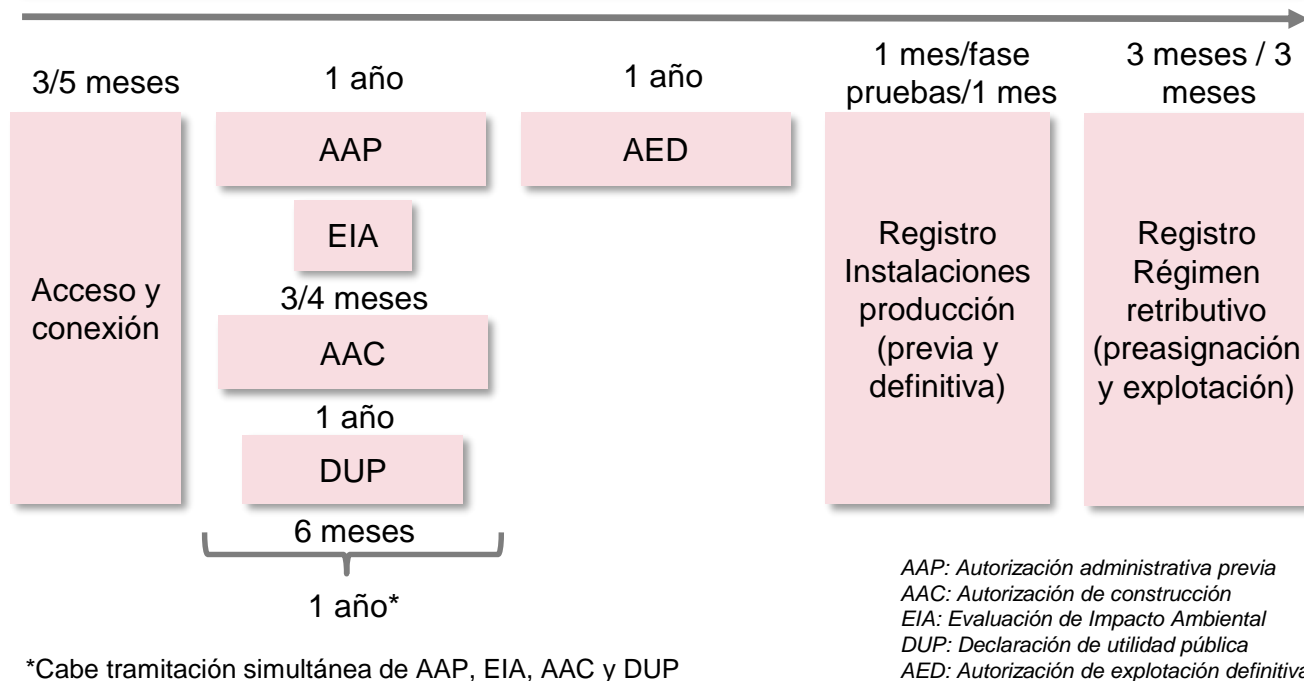 3/5 meses
Acceso y
conexión
1 año
AAP
EIA
3/4 meses
AAC
1 año
DUP
6 meses
1 año*
1 año
AED
1 mes/fase
pruebas/1 mes
Registro
Instalaciones
producción
(previa y
definitiva)
3 meses / 3
meses
Registro
Régimen
retributivo
(preasignación
y explotación)
*Cabe tramitación simultánea de AAP, EIA, AAC y DUP
AAP: Autorización administrativa previa
AAC: Autorización de construcción
EIA: Evaluación de Impacto Ambiental
DUP: Declaración de utilidad pública
AED: Autorización de explotación definitiva